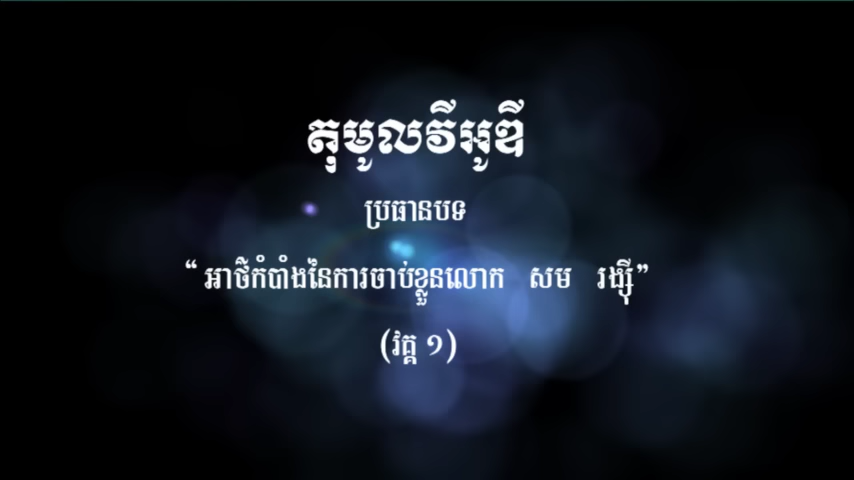 តុមូលវីអូឌី
ប្រធានបទ
“អាថ៌កំបាំងនៃការចាប់ខ្លួនលោក សម រង្ស៊ី”
(វគ្គ ១)